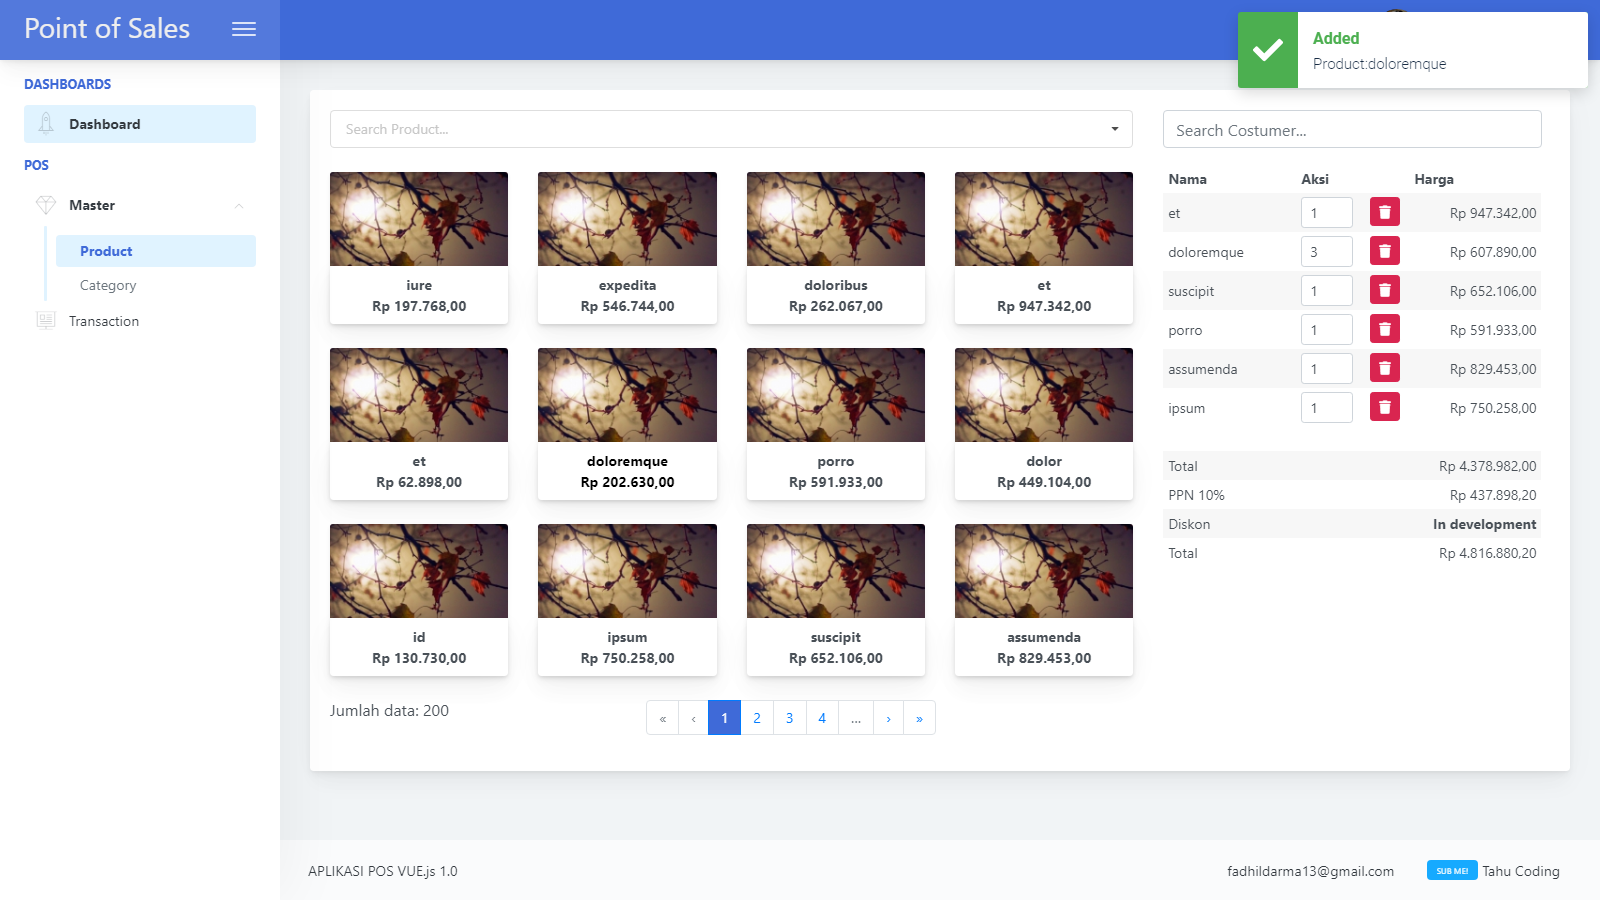 Point of Sales
Added
Product:doloremque
DASHBOARDS
Dashboard
POS
Master
Product
Category
Transaction
Search Product...
iure
Rp 197.768,00
expedita
Rp 546.744,00
doloribus
Rp 262.067,00
et
Rp 947.342,00
et
Rp 62.898,00
doloremque
Rp 202.630,00
porro
Rp 591.933,00
dolor
Rp 449.104,00
id
Rp 130.730,00
ipsum
Rp 750.258,00
suscipit
Rp 652.106,00
assumenda
Rp 829.453,00
Jumlah data: 200
« ‹ 1 2 3 4 ... › »
Search Costumer...
Nama Aksi Harga
et 1 Rp 947.342,00
doloremque 3 Rp 607.890,00
suscipit 1 Rp 652.106,00
porro 1 Rp 591.933,00
assumenda 1 Rp 829.453,00
ipsum 1 Rp 750.258,00
Total Rp 4.378.982,00
PPN 10% Rp 437.898,20
Diskon In development
Total Rp 4.816.880,20
APLIKASI POS VUE.js 1.0
fadhildarma13@gmail.com
SUB ME! Tahu Coding